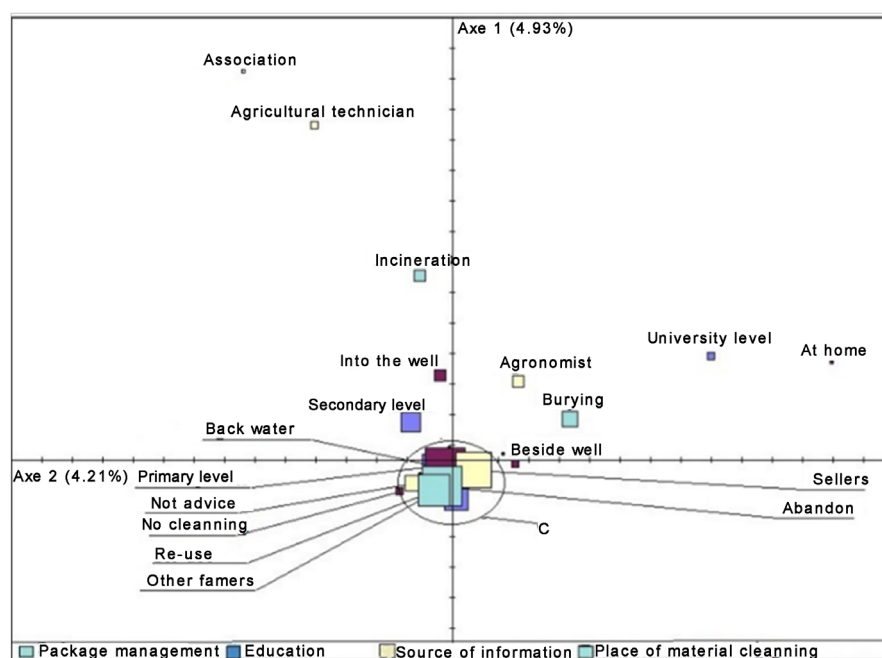 Axe 1 (4.93%)
Association
Agricultural technician
Incineration
University level
At home
Into the well
Agronomist
Burying
Secondary level
Back water
Beside well
Axe 2 (4.21%)
Primary level
Sellers
Not advice
Abandon
No cleanning
C
Re-use
Other famers
Package management Education Source of information Place of material cleanning